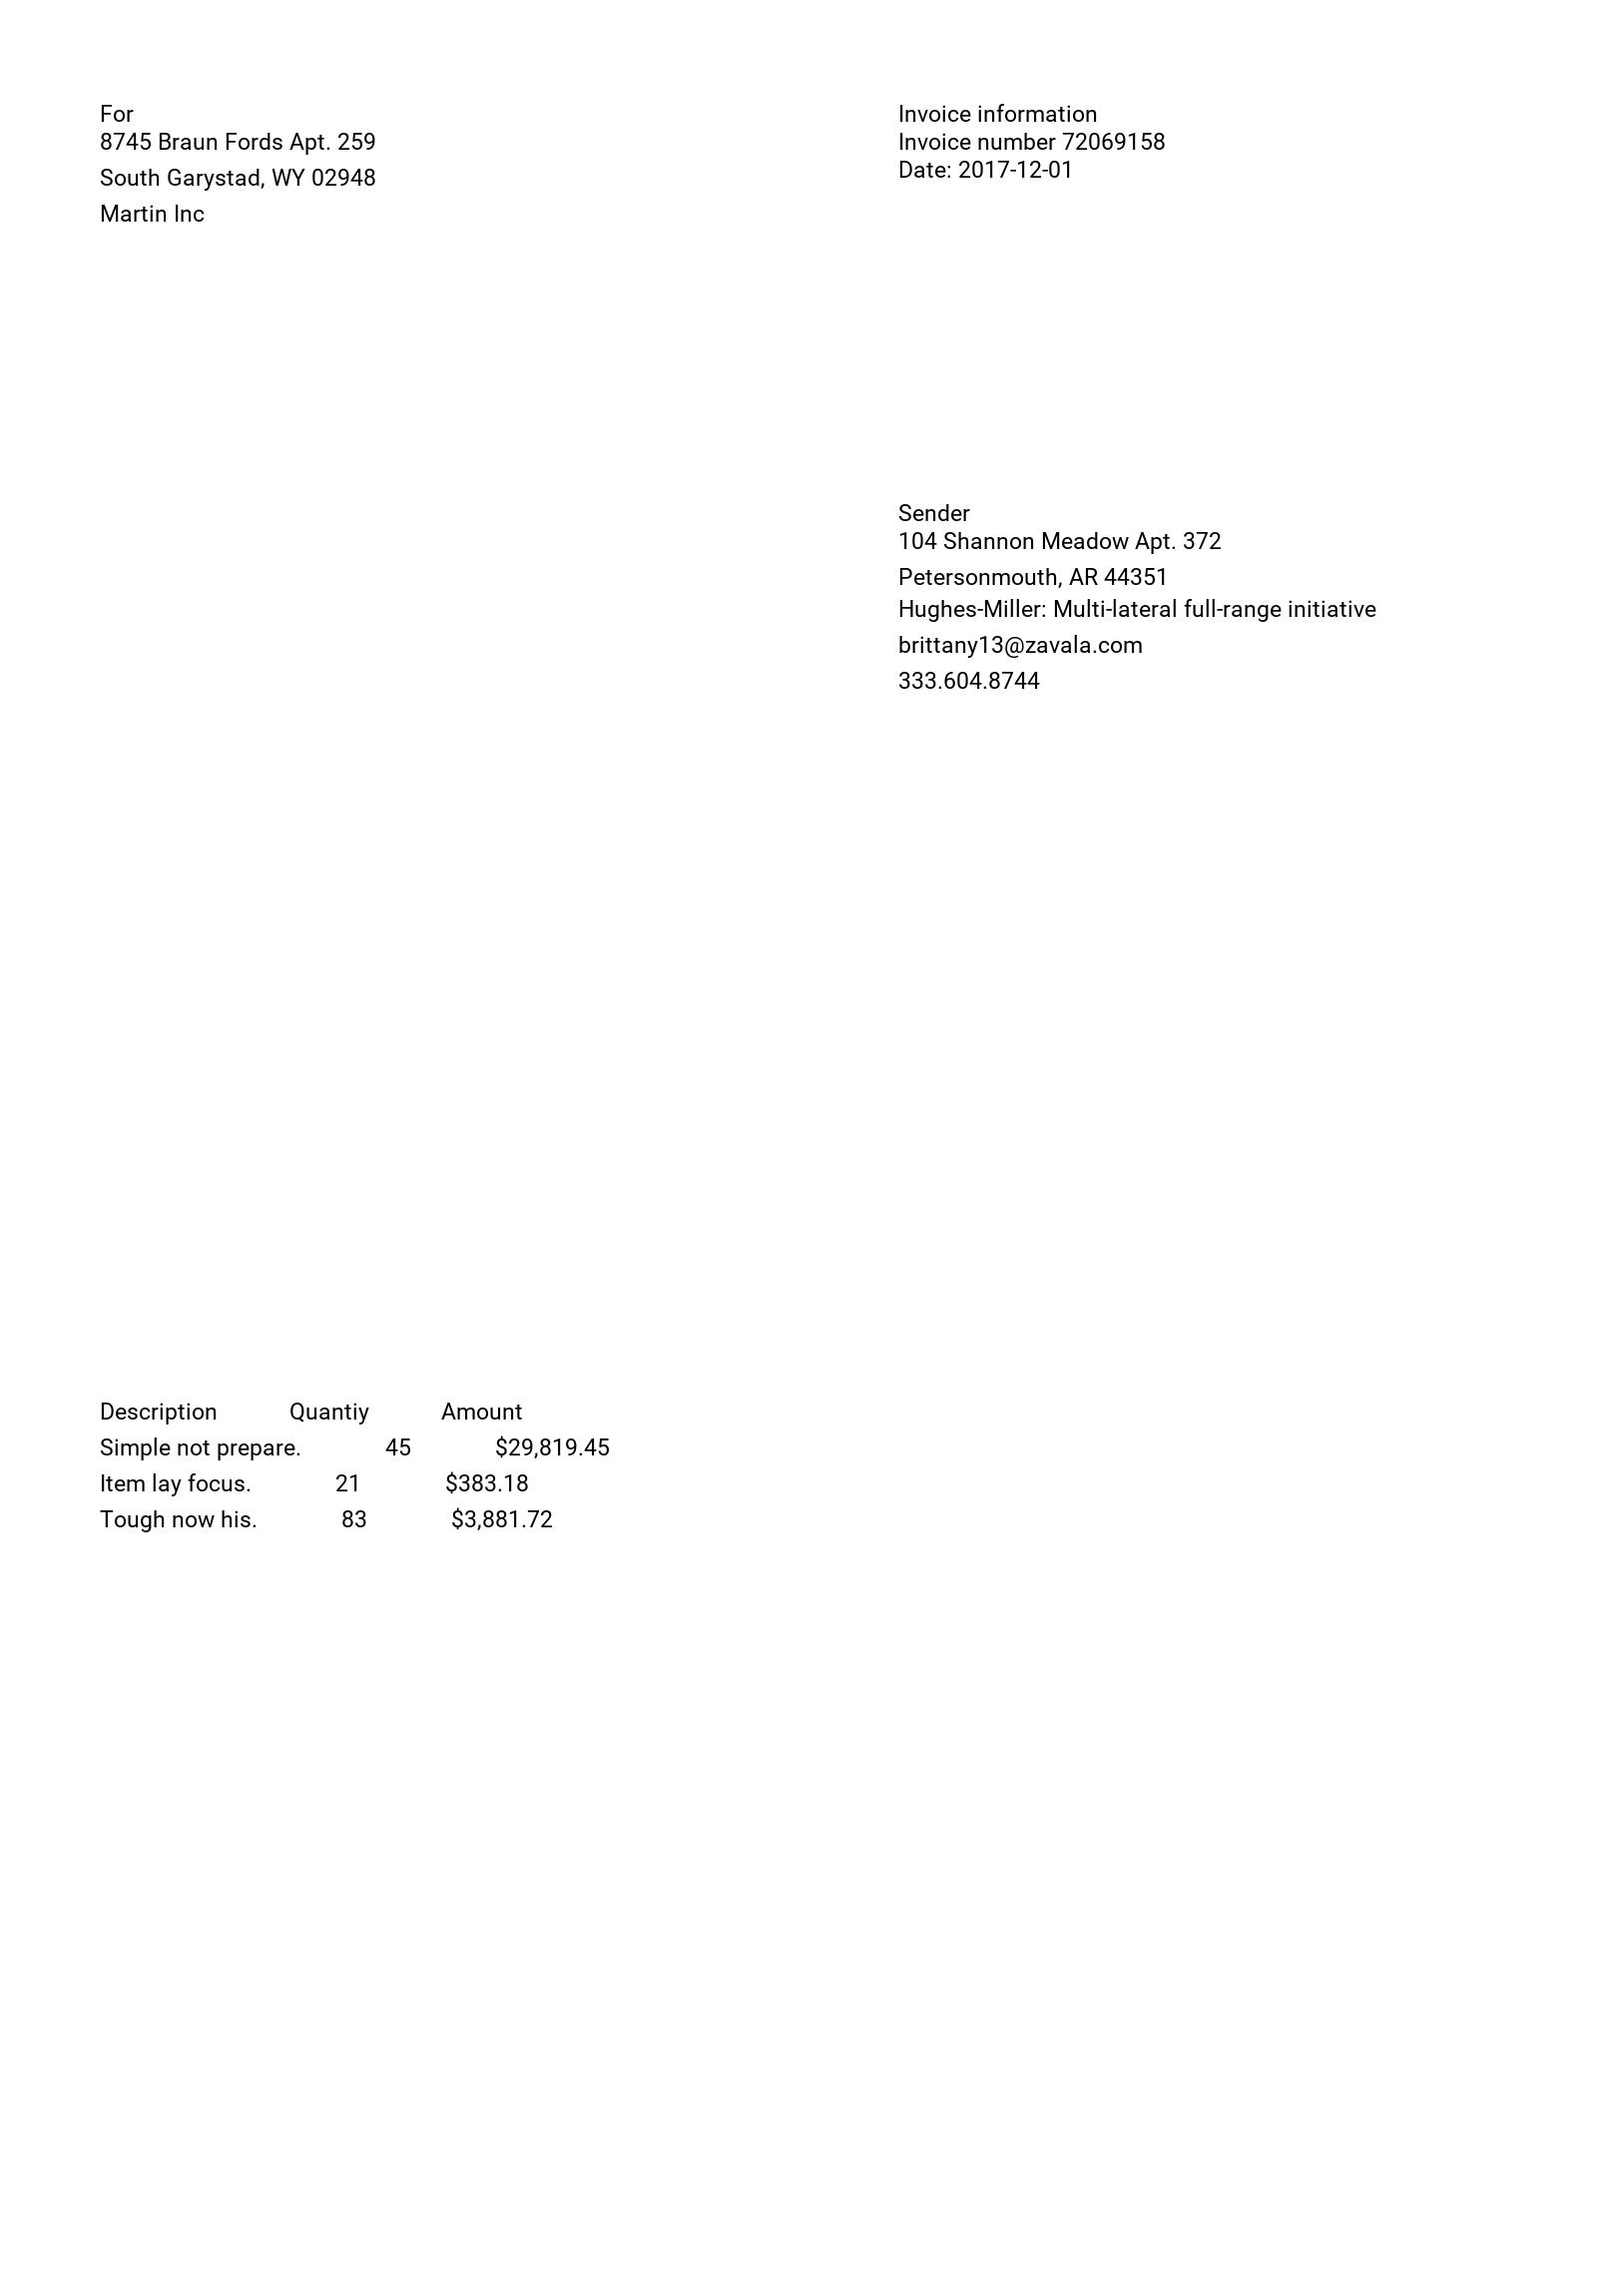 For
8745 Braun Fords Apt. 259
South Garystad, WY 02948
Martin Inc
Invoice information
Invoice number 72069158
Date: 2017-12-01
Sender
104 Shannon Meadow Apt. 372
Petersonmouth, AR 44351
Hughes-Miller: Multi-lateral full-range initiative
brittany13@zavala.com
333.604.8744
Description Quantiy Amount
Simple not prepare. 45 $29,819.45
Item lay focus. 21 $383.18
Tough now his. 83 $3,881.72